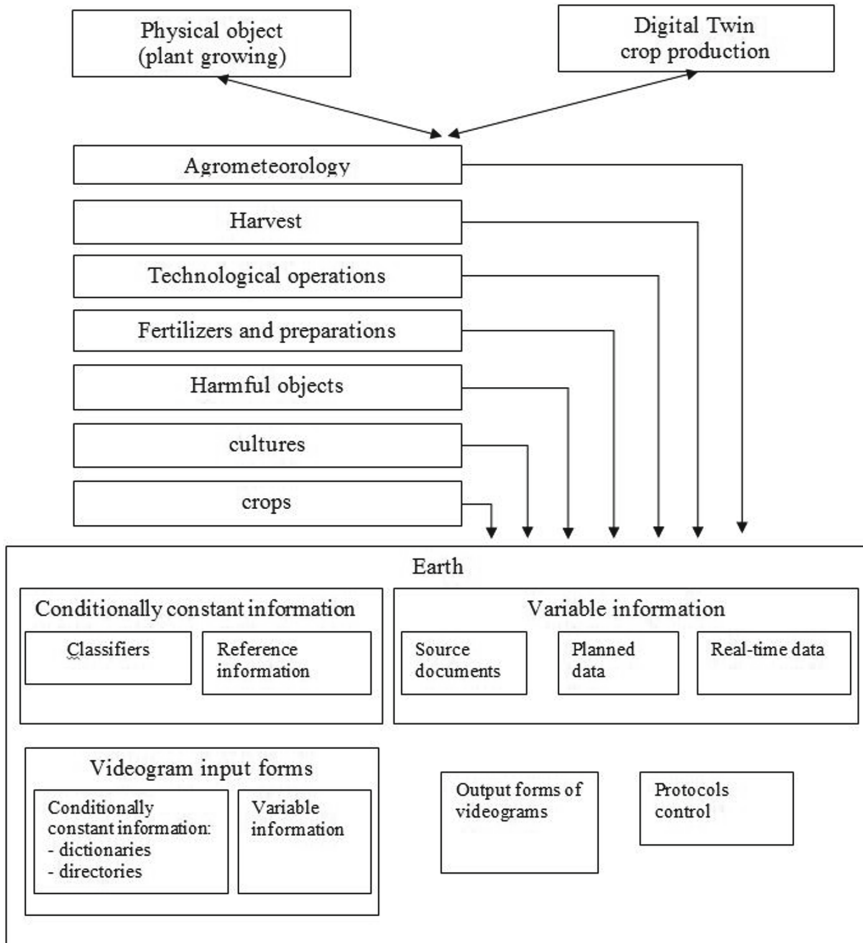 Physical object
(plant growing)
Digital Twin
crop production
Agrometeorology
Harvest
Technological operations
Fertilizers and preparations
Harmful objects
cultures
crops
Earth
Conditionally constant information
Classifiers
Reference
information
Variable information
Source
documents
Planned
data
Real-time data
Videogram input forms
Conditionally
constant information:
- dictionaries
- directories
Variable
information
Output forms of
videograms
Protocols
control